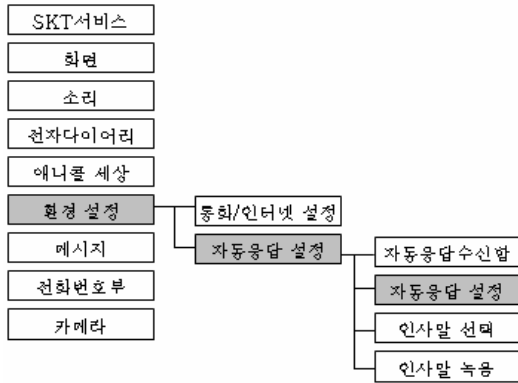 SKT서비스
화면
소리
전자다이어리
애니콜 세상
환경 설정
통화/인터넷 설정
메시지
자동응답 설정
자동응답수신함
전화번호부
자동응답 설정
카메라
인사말 선택
인사말 녹음